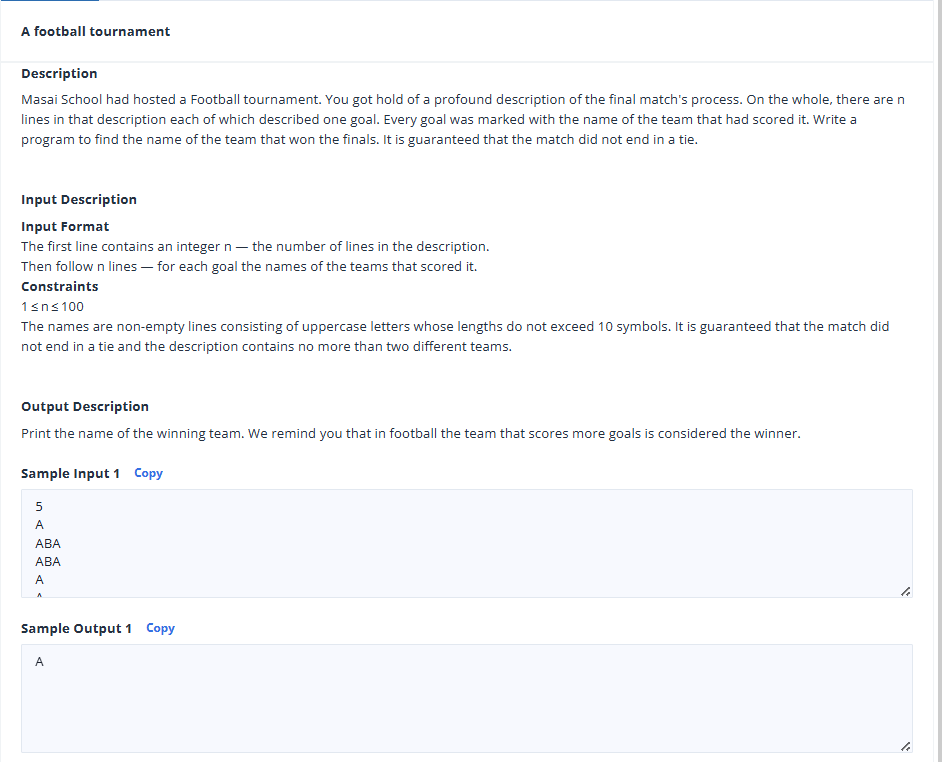 A football tournament
Description
Masai School had hosted a Football tournament. You got hold of a profound description of the final match's process. On the whole, there are n
lines in that description each of which described one goal. Every goal was marked with the name of the team that had scored it. Write a
program to find the name of the team that won the finals. It is guaranteed that the match did not end in a tie.
Input Description
Input Format
The first line contains an integer n — the number of lines in the description.
Then follow n lines — for each goal the names of the teams that scored it.
Constraints
1 ≤ n ≤ 100
The names are non-empty lines consisting of uppercase letters whose lengths do not exceed 10 symbols. It is guaranteed that the match did
not end in a tie and the description contains no more than two different teams.
Output Description
Print the name of the winning team. We remind you that in football the team that scores more goals is considered the winner.
Sample Input 1 Copy
5
A
ABA
ABA
A
Sample Output 1 Copy
A